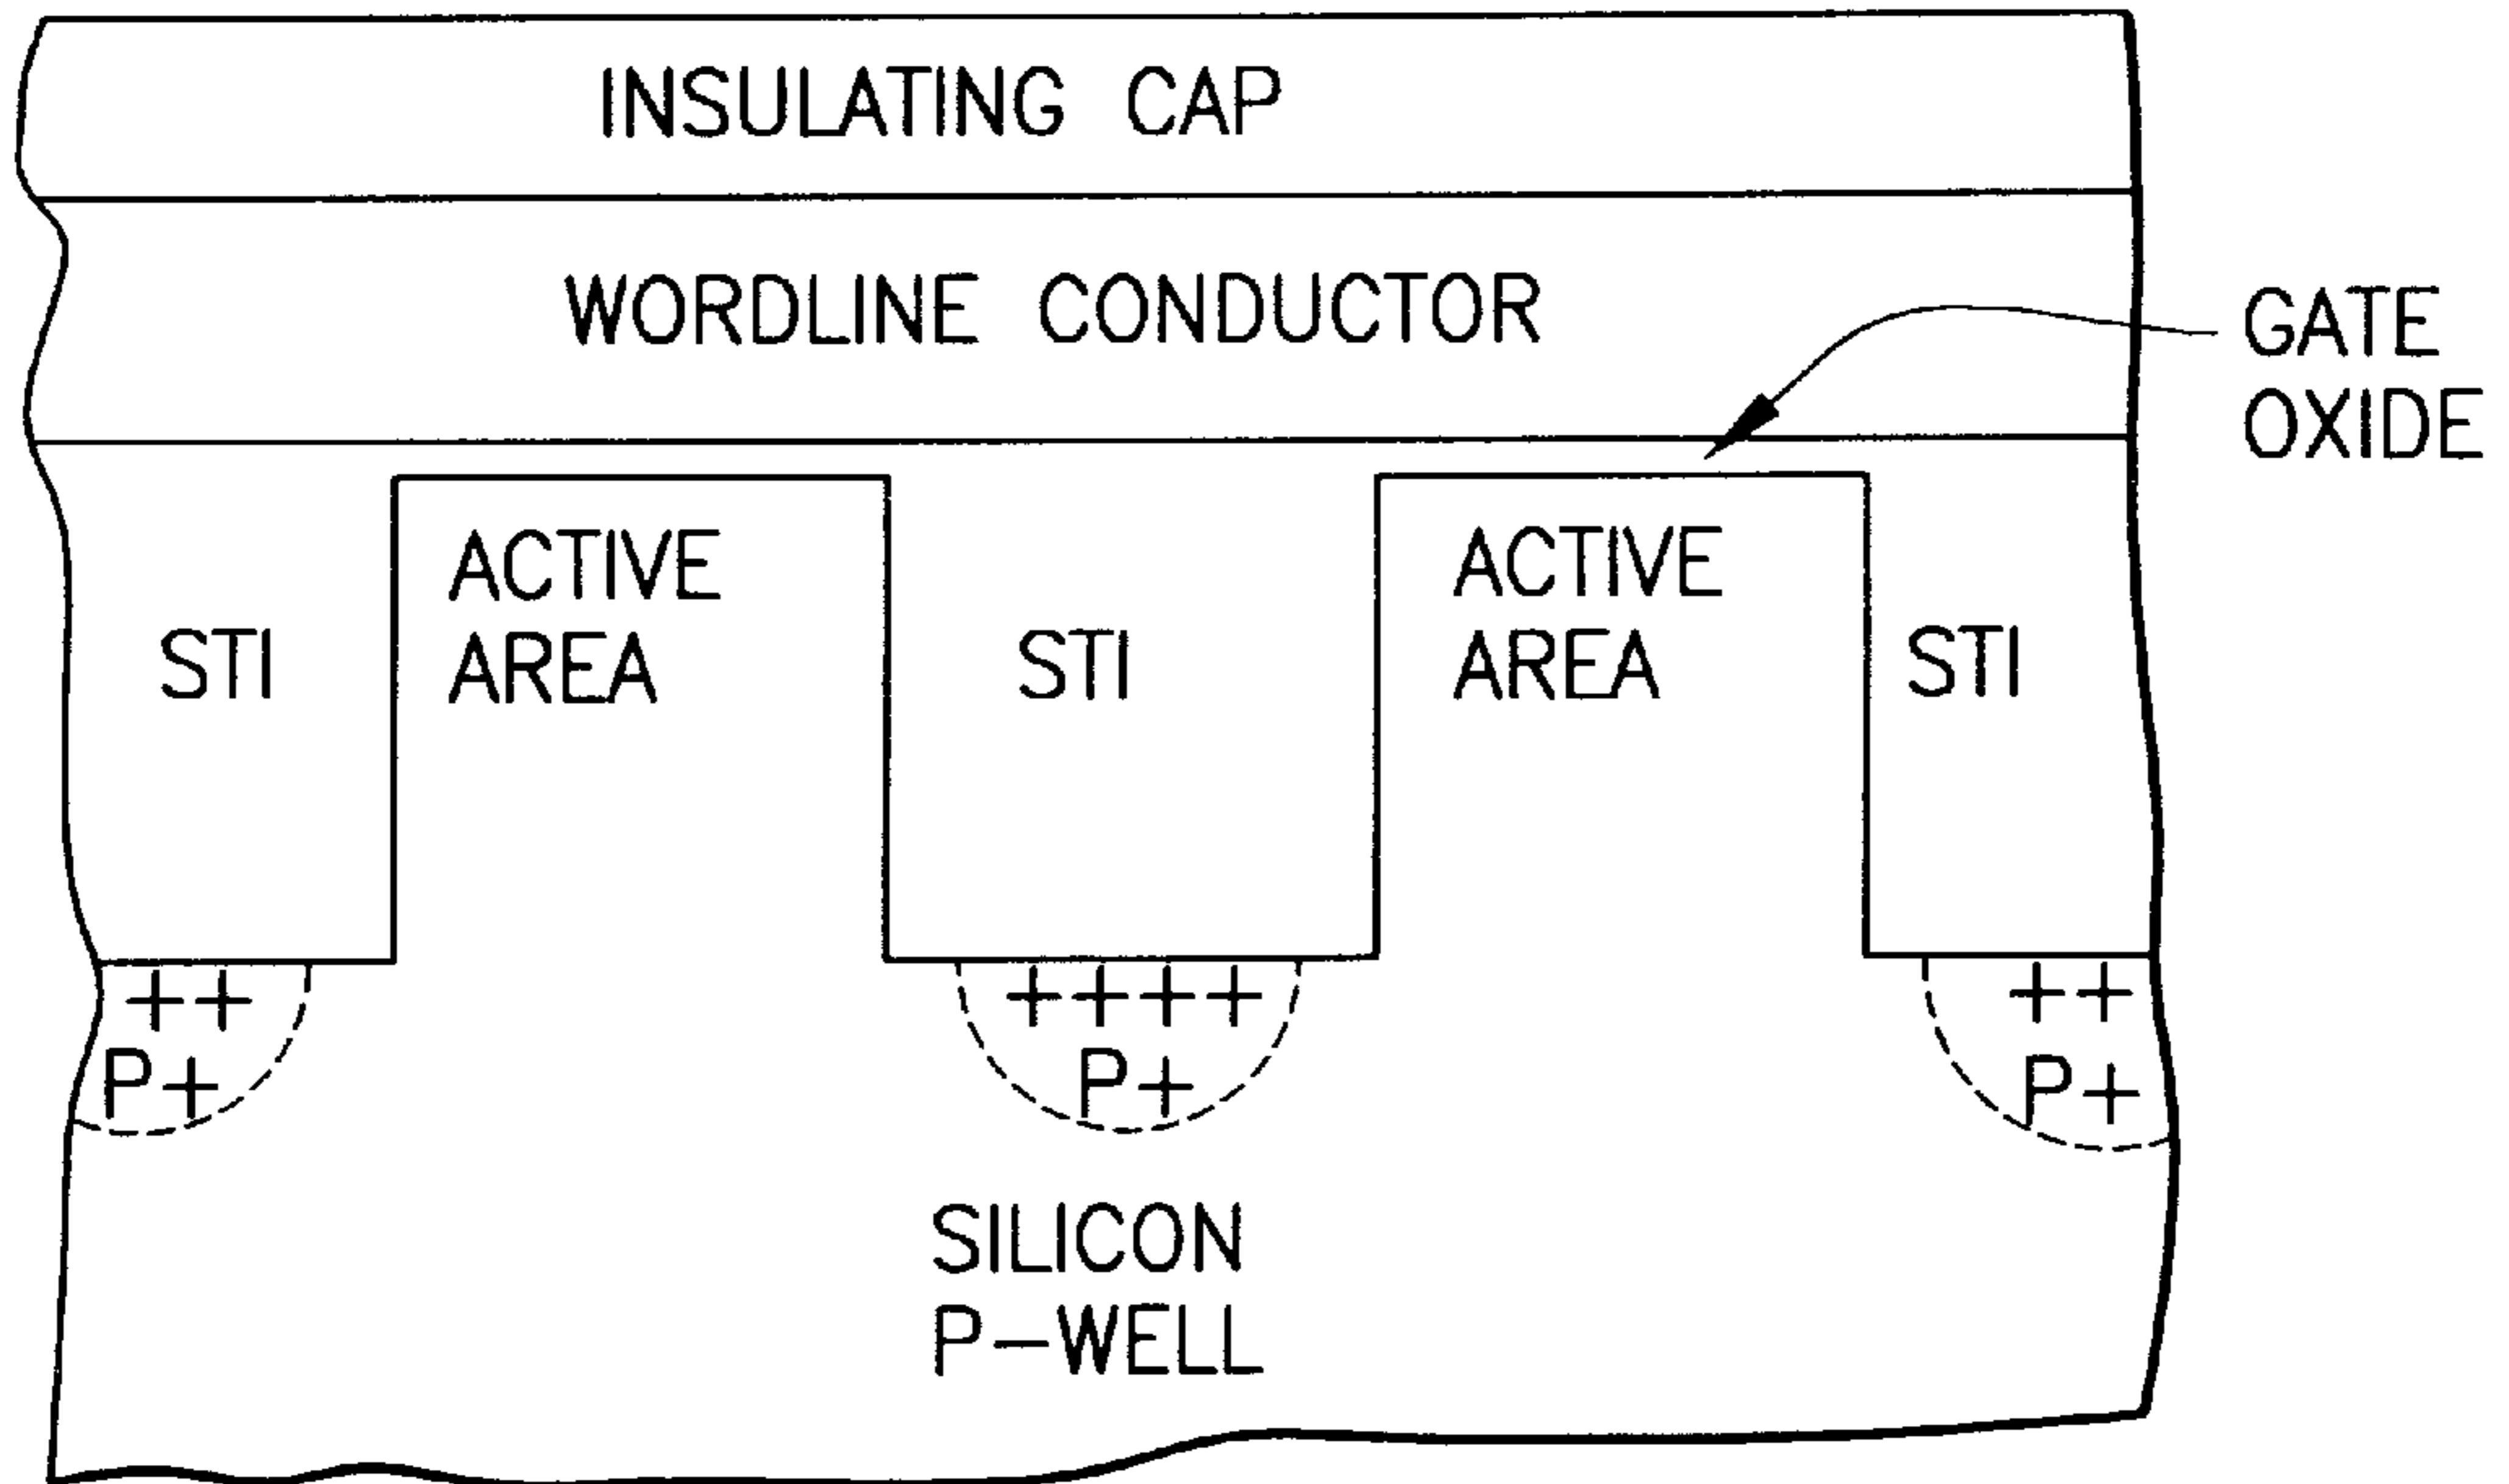 INSULATING CAP
WORDLINE CONDUCTOR
GATE
OXIDE
ACTIVE
AREA
ACTIVE
AREA
STI
STI
STI
++
P+
++++
P+
++
P+
SILICON
P-WELL